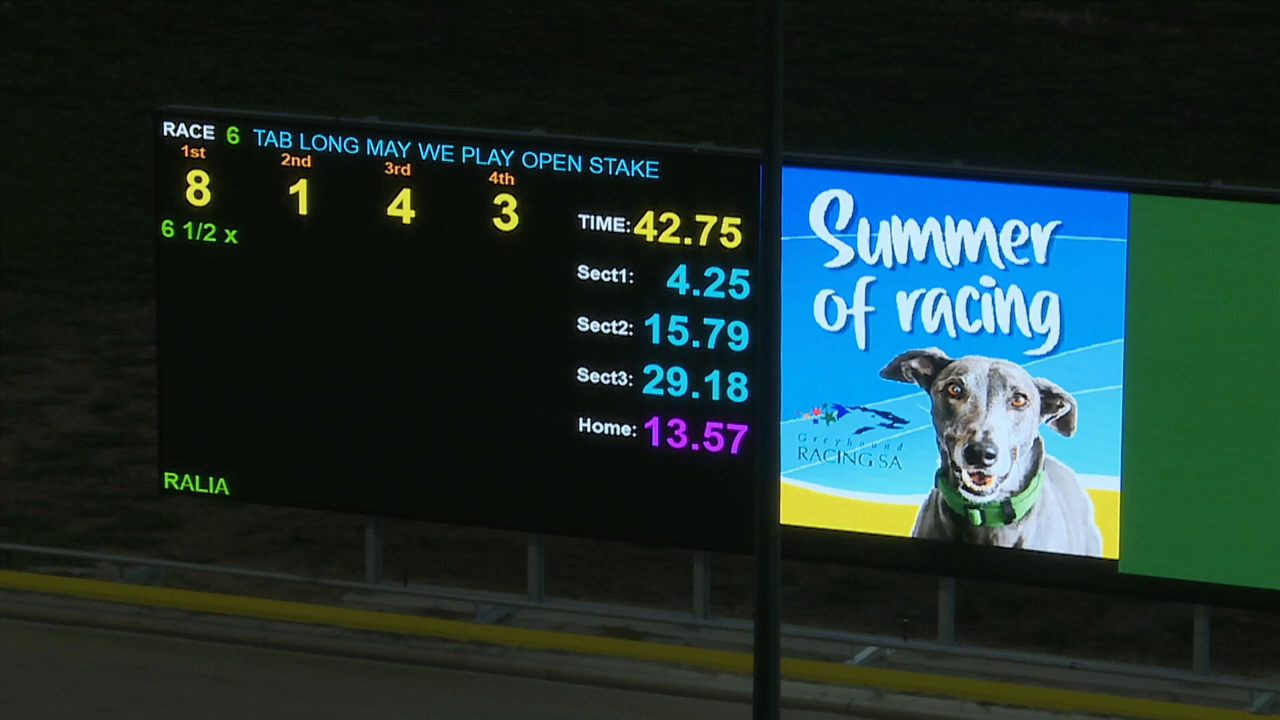 RACE 6 TAB LONG MAY WE PLAY OPEN STAKE
1st 2nd 3rd 4th
8 1 4 3
6 1/2 x
TIME: 42.75
Sect1: 4.25
Sect2: 15.79
Sect3: 29.18
Home: 13.57
RALIA
Summer
of racing
Greyhound
RACING SA